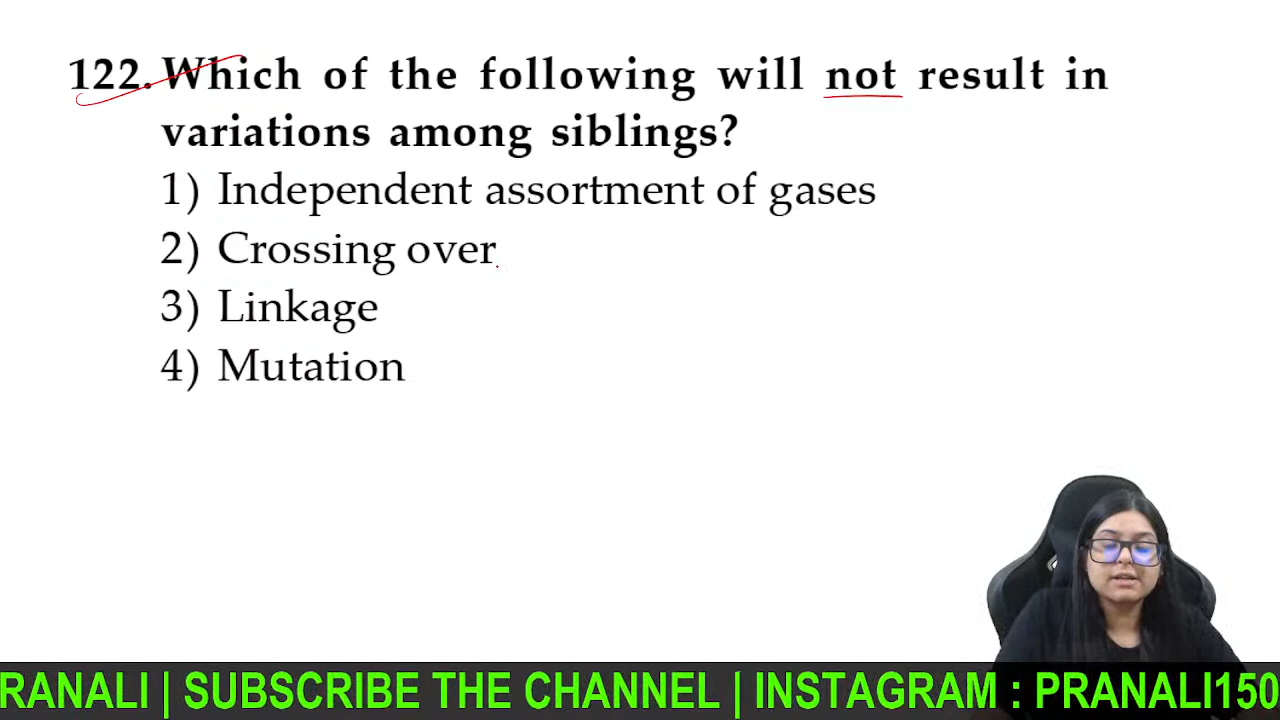 122. Which of the following will not result in
variations among siblings?
1) Independent assortment of gases
2) Crossing over
3) Linkage
4) Mutation
RANALI | SUBSCRIBE THE CHANNEL | INSTAGRAM : PRANALI150